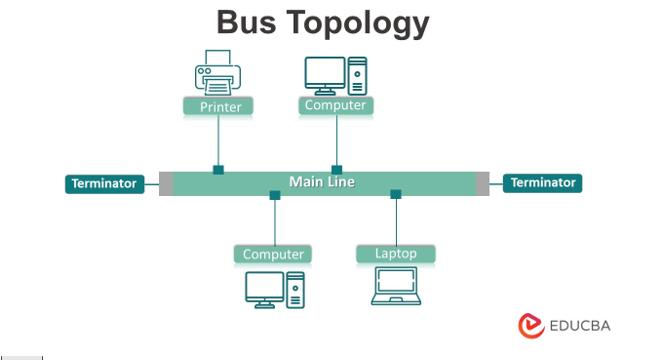 Bus Topology
Printer
Computer
Terminator
Main Line
Terminator
Computer
Laptop
EDUCBA